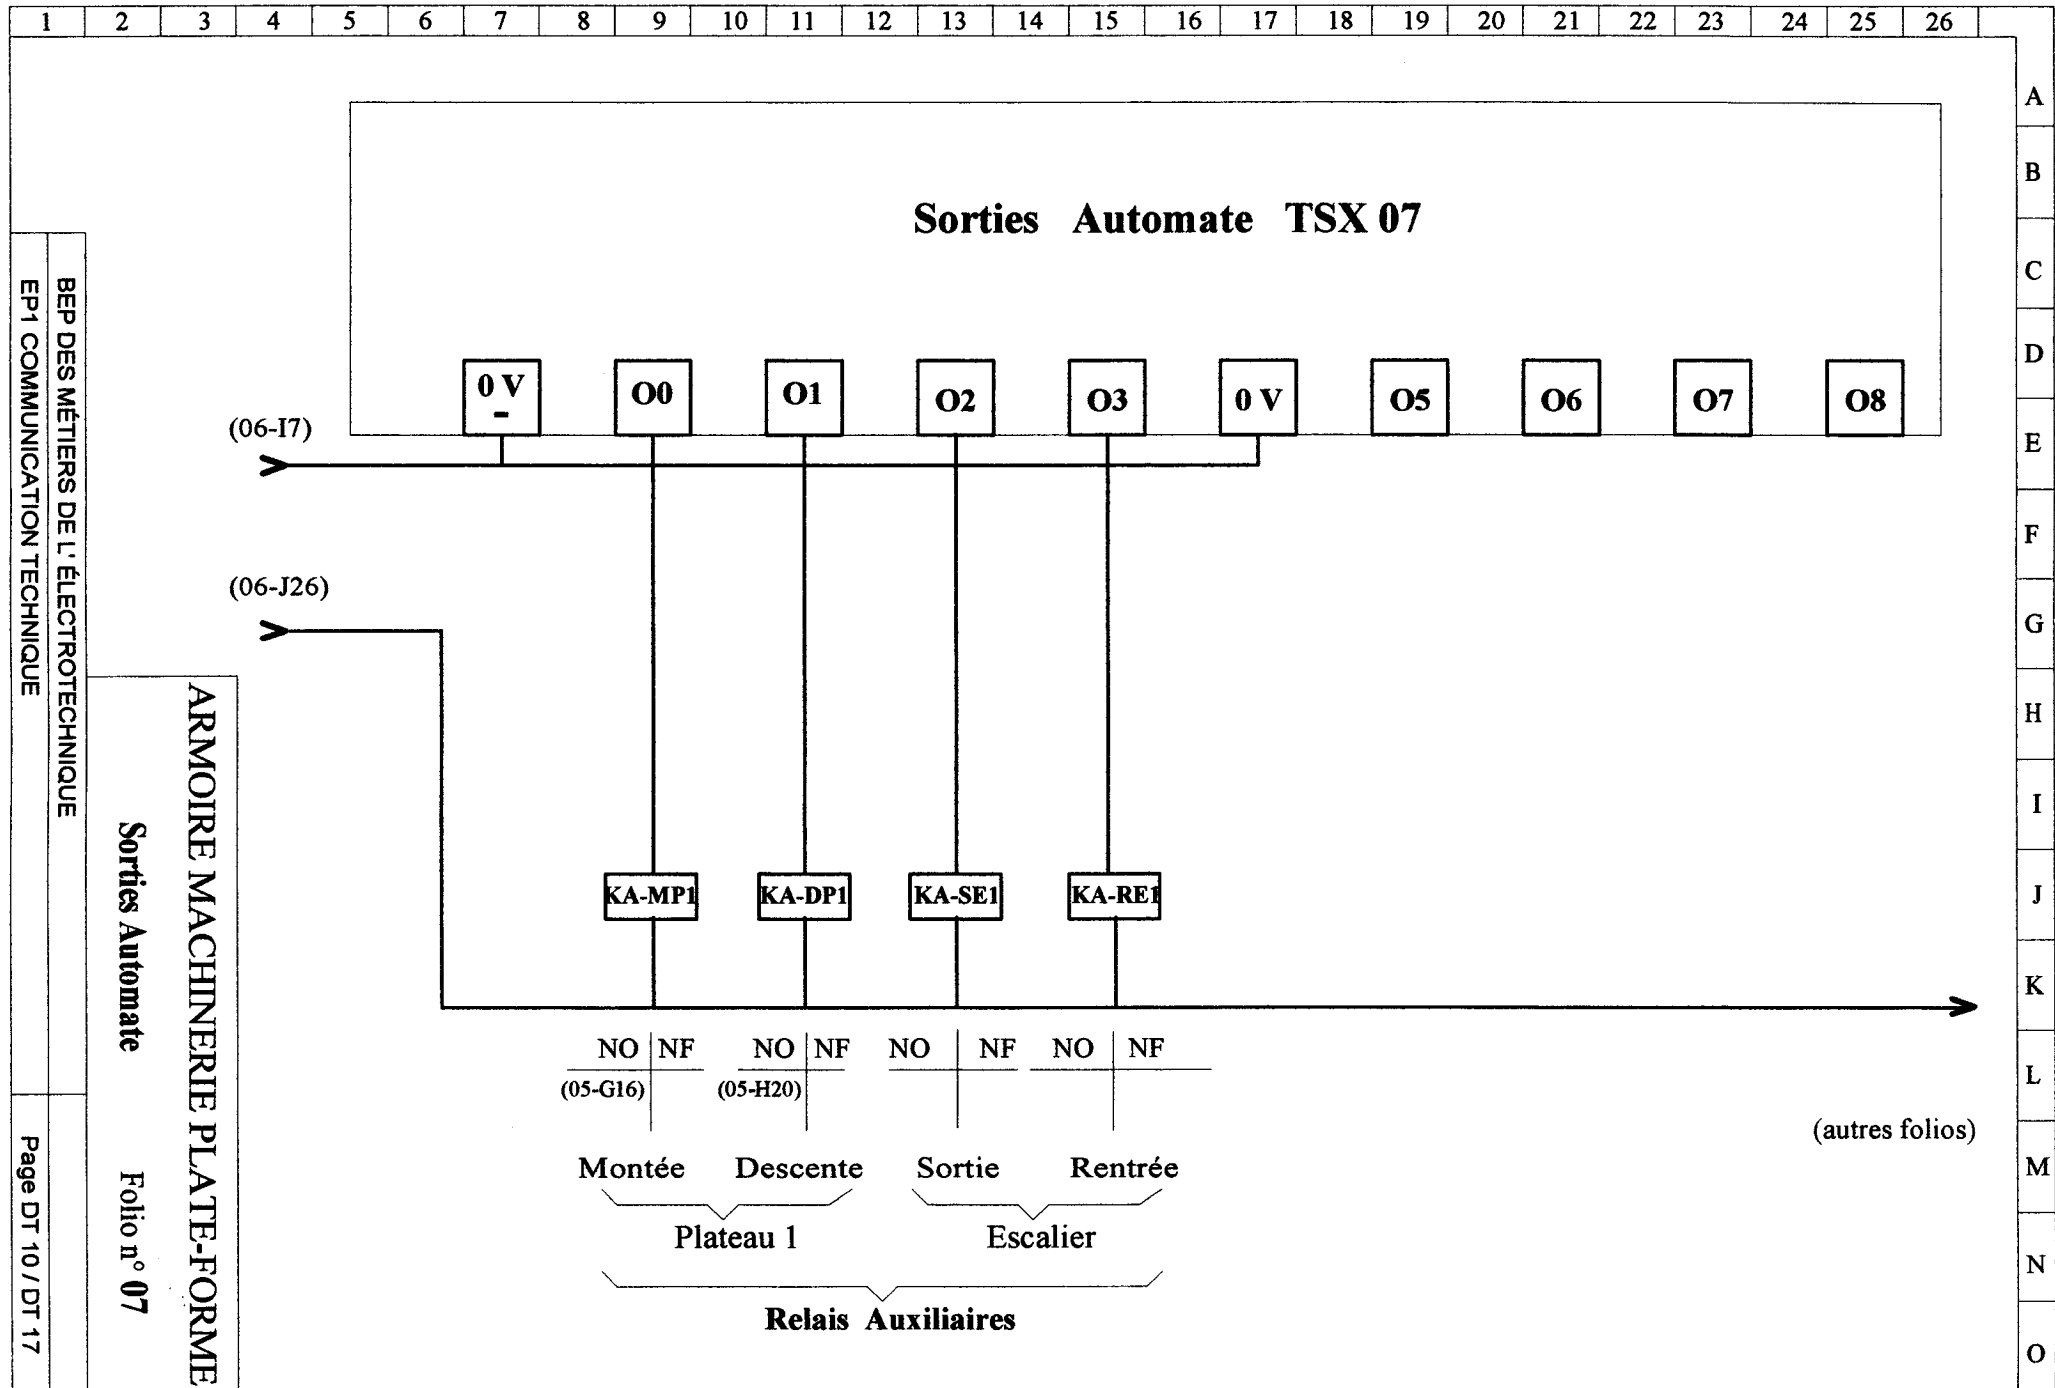 1 2 3 4 5 6 7 8 9 10 11 12 13 14 15 16 17 18 19 20 21 22 23 24 25 26
A
B
C
D
E
F
G
H
I
J
K
L
M
N
O
Sorties Automate TSX 07
0 V - O0 O1 O2 O3 0 V O5 O6 O7 O8
(06-I7)
(06-J26)
KA-MP1 KA-DP1 KA-SE1 KA-RE1
NO NF NO NF NO NF NO NF
(05-G16) (05-H20)
(autres folios)
Montée Descente Sortie Rentrée
Plateau 1 Escalier
Relais Auxiliaires
BEP DES MÉTIERS DE L' ÉLECTROTECHNIQUE
EP1 COMMUNICATION TECHNIQUE
Page DT 10 / DT 17
ARMOIRE MACHINERIE PLATE-FORME
Sorties Automate Folio n° 07